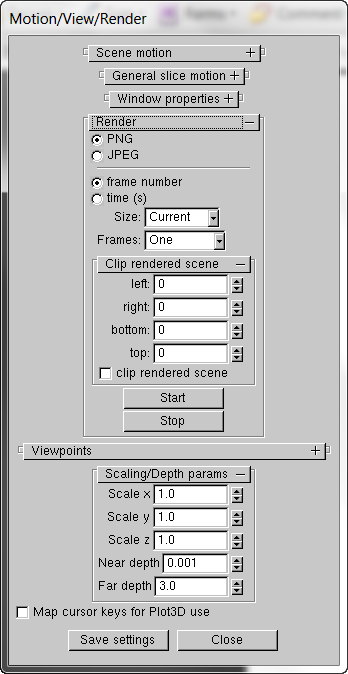 Forms
Comment
Motion/View/Render
Scene motion +
General slice motion +
Window properties +
Render −
PNG
JPEG
frame number
time (s)
Size: Current
Frames: One
Clip rendered scene −
left: 0
right: 0
bottom: 0
top: 0
clip rendered scene
Start
Stop
Viewpoints +
Scaling/Depth params −
Scale x 1.0
Scale y 1.0
Scale z 1.0
Near depth 0.001
Far depth 3.0
Map cursor keys for Plot3D use
Save settings Close